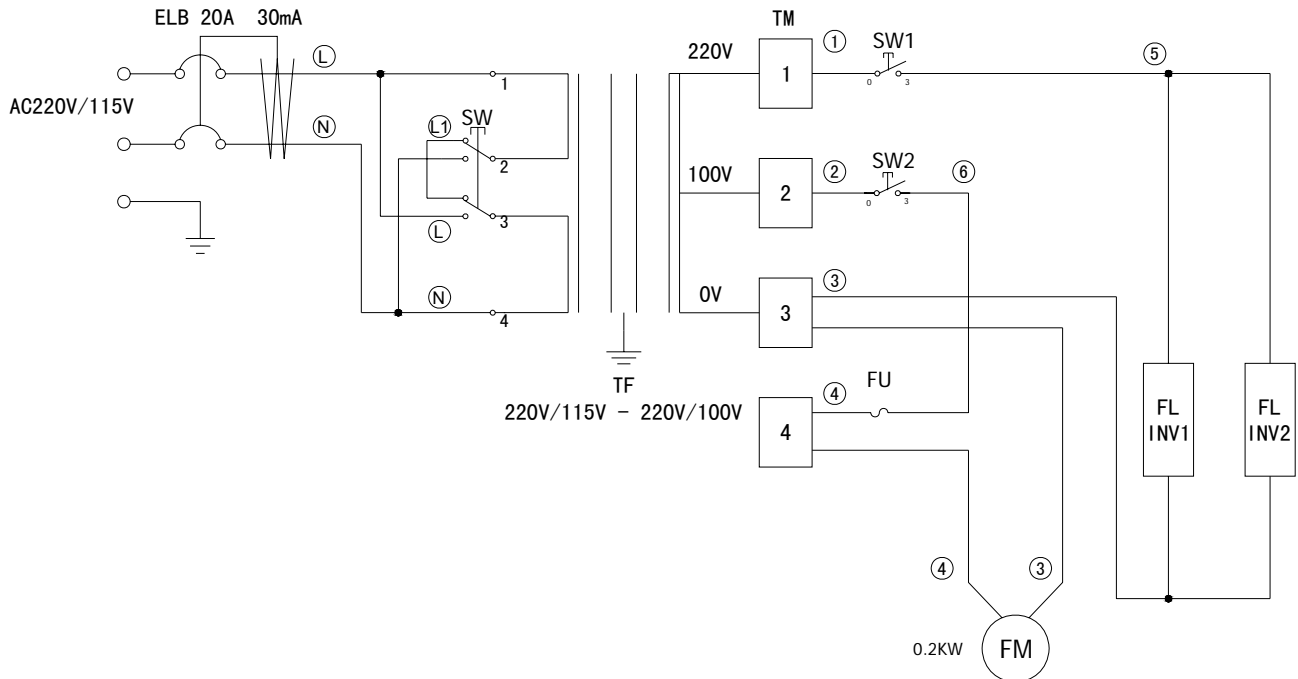 ELB 20A 30mA
TM
L
220V
1
①
SW1
⑤
1
0 3
AC220V/115V
N
L1
SW
2
100V
2
②
SW2
⑥
0 3
L
3
0V
3
③
N
4
TF
220V/115V - 220V/100V
4
④
FU
FL
INV1
FL
INV2
④
③
0.2KW
FM